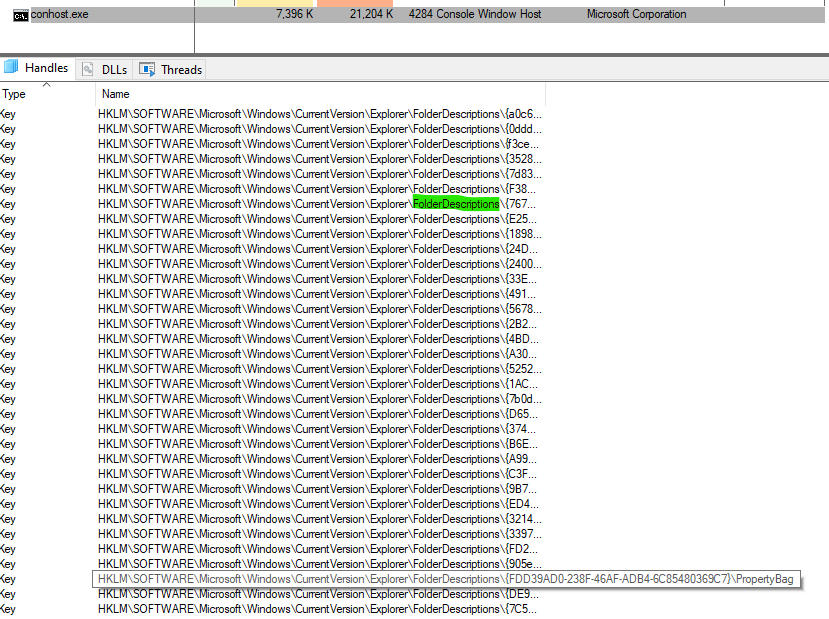 conhost.exe 7,396 K 21,204 K 4284 Console Window Host Microsoft Corporation
Handles DLLs Threads
Type Name
Key HKLM\SOFTWARE\Microsoft\Windows\CurrentVersion\Explorer\FolderDescriptions\{a0c6...
Key HKLM\SOFTWARE\Microsoft\Windows\CurrentVersion\Explorer\FolderDescriptions\{0ddd...
Key HKLM\SOFTWARE\Microsoft\Windows\CurrentVersion\Explorer\FolderDescriptions\{f3ce...
Key HKLM\SOFTWARE\Microsoft\Windows\CurrentVersion\Explorer\FolderDescriptions\{3528...
Key HKLM\SOFTWARE\Microsoft\Windows\CurrentVersion\Explorer\FolderDescriptions\{7d83...
Key HKLM\SOFTWARE\Microsoft\Windows\CurrentVersion\Explorer\FolderDescriptions\{F38...
Key HKLM\SOFTWARE\Microsoft\Windows\CurrentVersion\Explorer\FolderDescriptions\{767...
Key HKLM\SOFTWARE\Microsoft\Windows\CurrentVersion\Explorer\FolderDescriptions\{E25...
Key HKLM\SOFTWARE\Microsoft\Windows\CurrentVersion\Explorer\FolderDescriptions\{1898...
Key HKLM\SOFTWARE\Microsoft\Windows\CurrentVersion\Explorer\FolderDescriptions\{24D...
Key HKLM\SOFTWARE\Microsoft\Windows\CurrentVersion\Explorer\FolderDescriptions\{2400...
Key HKLM\SOFTWARE\Microsoft\Windows\CurrentVersion\Explorer\FolderDescriptions\{33E...
Key HKLM\SOFTWARE\Microsoft\Windows\CurrentVersion\Explorer\FolderDescriptions\{491...
Key HKLM\SOFTWARE\Microsoft\Windows\CurrentVersion\Explorer\FolderDescriptions\{5678...
Key HKLM\SOFTWARE\Microsoft\Windows\CurrentVersion\Explorer\FolderDescriptions\{2B2...
Key HKLM\SOFTWARE\Microsoft\Windows\CurrentVersion\Explorer\FolderDescriptions\{4BD...
Key HKLM\SOFTWARE\Microsoft\Windows\CurrentVersion\Explorer\FolderDescriptions\{A30...
Key HKLM\SOFTWARE\Microsoft\Windows\CurrentVersion\Explorer\FolderDescriptions\{5252...
Key HKLM\SOFTWARE\Microsoft\Windows\CurrentVersion\Explorer\FolderDescriptions\{1AC...
Key HKLM\SOFTWARE\Microsoft\Windows\CurrentVersion\Explorer\FolderDescriptions\{7b0d...
Key HKLM\SOFTWARE\Microsoft\Windows\CurrentVersion\Explorer\FolderDescriptions\{D65...
Key HKLM\SOFTWARE\Microsoft\Windows\CurrentVersion\Explorer\FolderDescriptions\{374...
Key HKLM\SOFTWARE\Microsoft\Windows\CurrentVersion\Explorer\FolderDescriptions\{B6E...
Key HKLM\SOFTWARE\Microsoft\Windows\CurrentVersion\Explorer\FolderDescriptions\{A99...
Key HKLM\SOFTWARE\Microsoft\Windows\CurrentVersion\Explorer\FolderDescriptions\{C3F...
Key HKLM\SOFTWARE\Microsoft\Windows\CurrentVersion\Explorer\FolderDescriptions\{9B7...
Key HKLM\SOFTWARE\Microsoft\Windows\CurrentVersion\Explorer\FolderDescriptions\{ED4...
Key HKLM\SOFTWARE\Microsoft\Windows\CurrentVersion\Explorer\FolderDescriptions\{3214...
Key HKLM\SOFTWARE\Microsoft\Windows\CurrentVersion\Explorer\FolderDescriptions\{3397...
Key HKLM\SOFTWARE\Microsoft\Windows\CurrentVersion\Explorer\FolderDescriptions\{FD2...
Key HKLM\SOFTWARE\Microsoft\Windows\CurrentVersion\Explorer\FolderDescriptions\{905e...
Key HKLM\SOFTWARE\Microsoft\Windows\CurrentVersion\Explorer\FolderDescriptions\{FDD39AD0-238F-46AF-ADB4-6C85480369C7}\PropertyBag
Key HKLM\SOFTWARE\Microsoft\Windows\CurrentVersion\Explorer\FolderDescriptions\{DE9...
Key HKLM\SOFTWARE\Microsoft\Windows\CurrentVersion\Explorer\FolderDescriptions\{7C5...